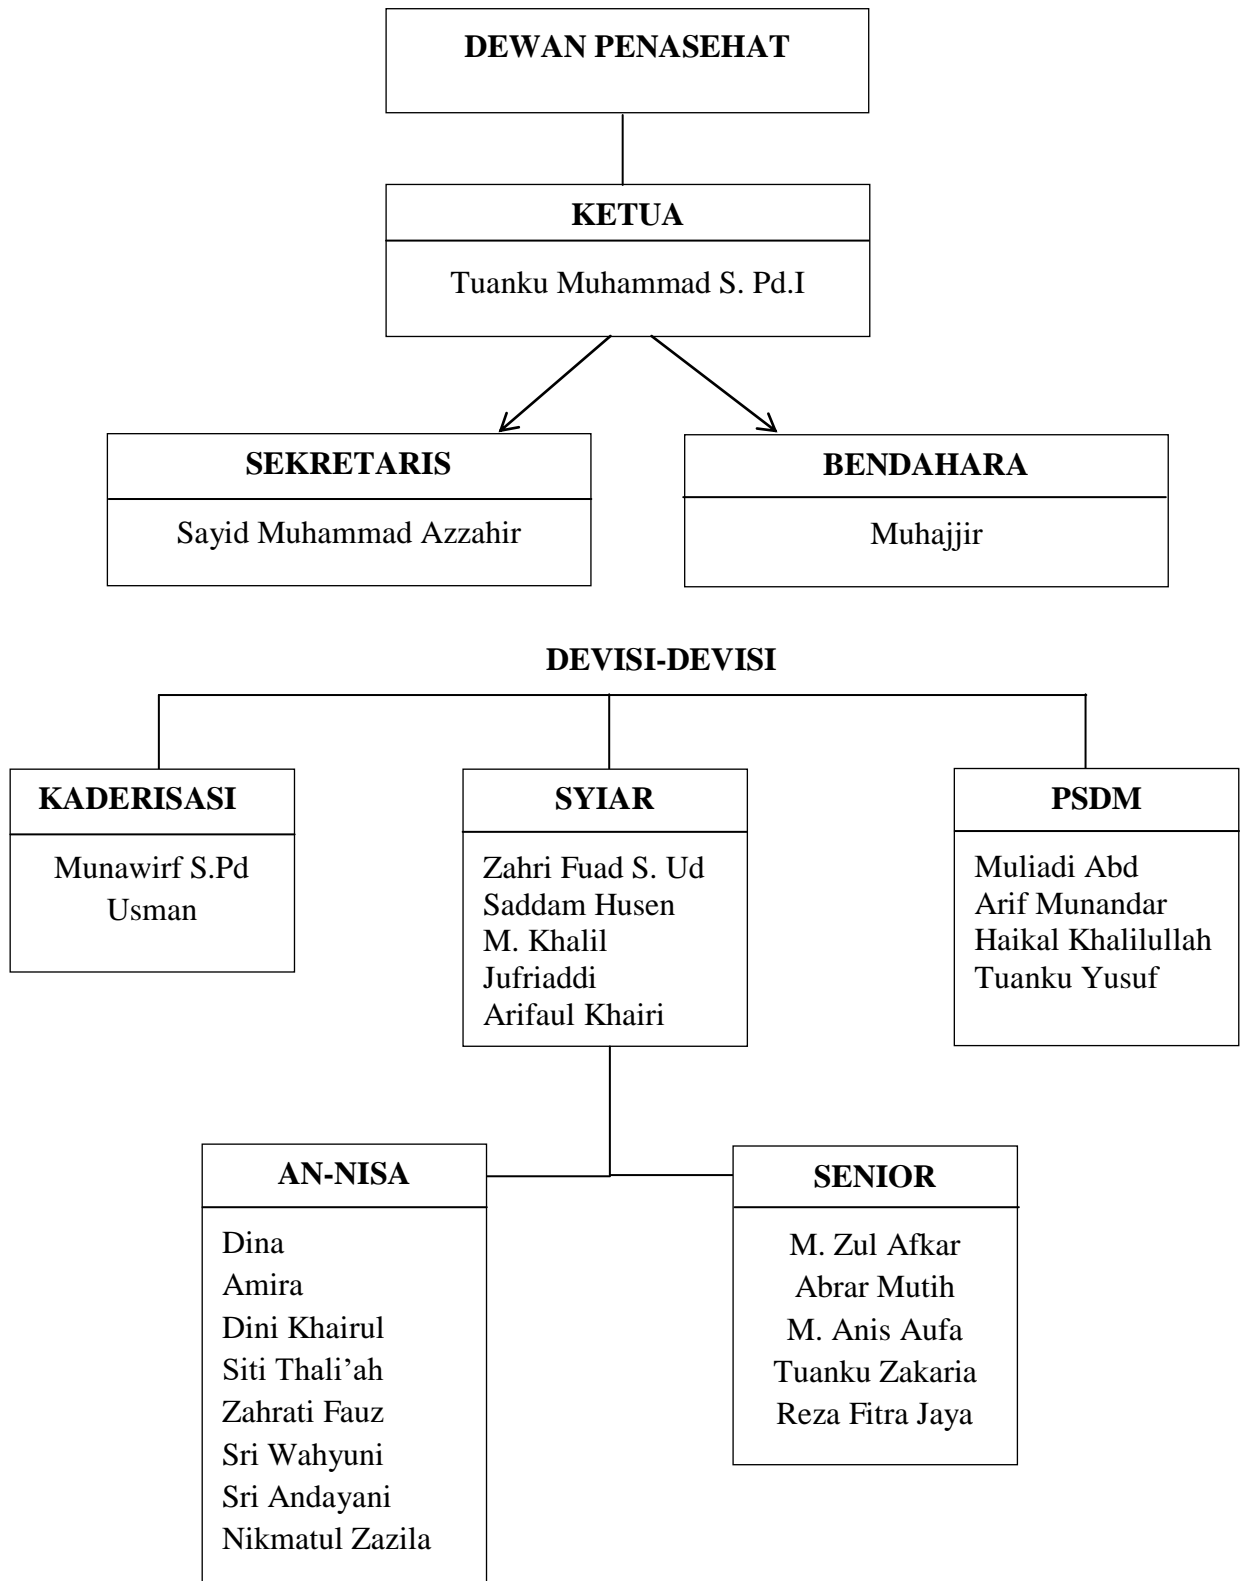 DEWAN PENASEHAT
KETUA
Tuanku Muhammad S. Pd.I
SEKRETARIS
Sayid Muhammad Azzahir
BENDAHARA
Muhajjir
DEVISI-DEVISI
KADERISASI
Munawirf S.Pd
Usman
SYIAR
Zahri Fuad S. Ud
Saddam Husen
M. Khalil
Jufriaddi
Arifaul Khairi
PSDM
Muliadi Abd
Arif Munandar
Haikal Khalilullah
Tuanku Yusuf
AN-NISA
Dina
Amira
Dini Khairul
Siti Thali’ah
Zahrati Fauz
Sri Wahyuni
Sri Andayani
Nikmatul Zazila
SENIOR
M. Zul Afkar
Abrar Mutih
M. Anis Aufa
Tuanku Zakaria
Reza Fitra Jaya